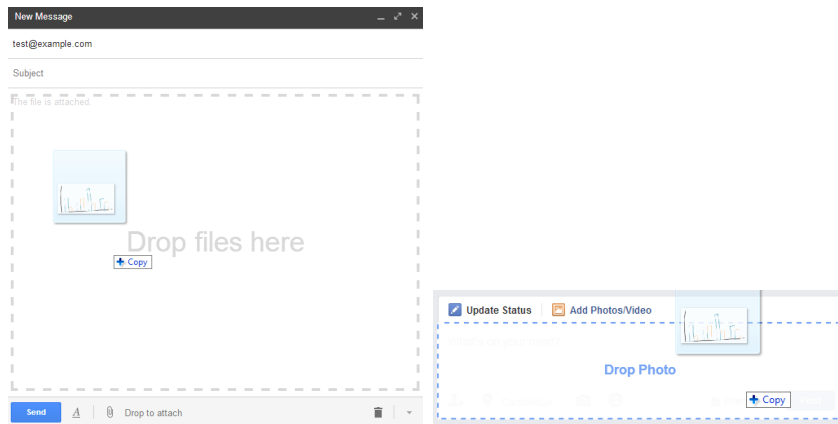 New Message
test@example.com
Subject
The file is attached.
Drop files here
Copy
Send A Drop to attach
Update Status Add Photos/Video
Drop Photo
Copy